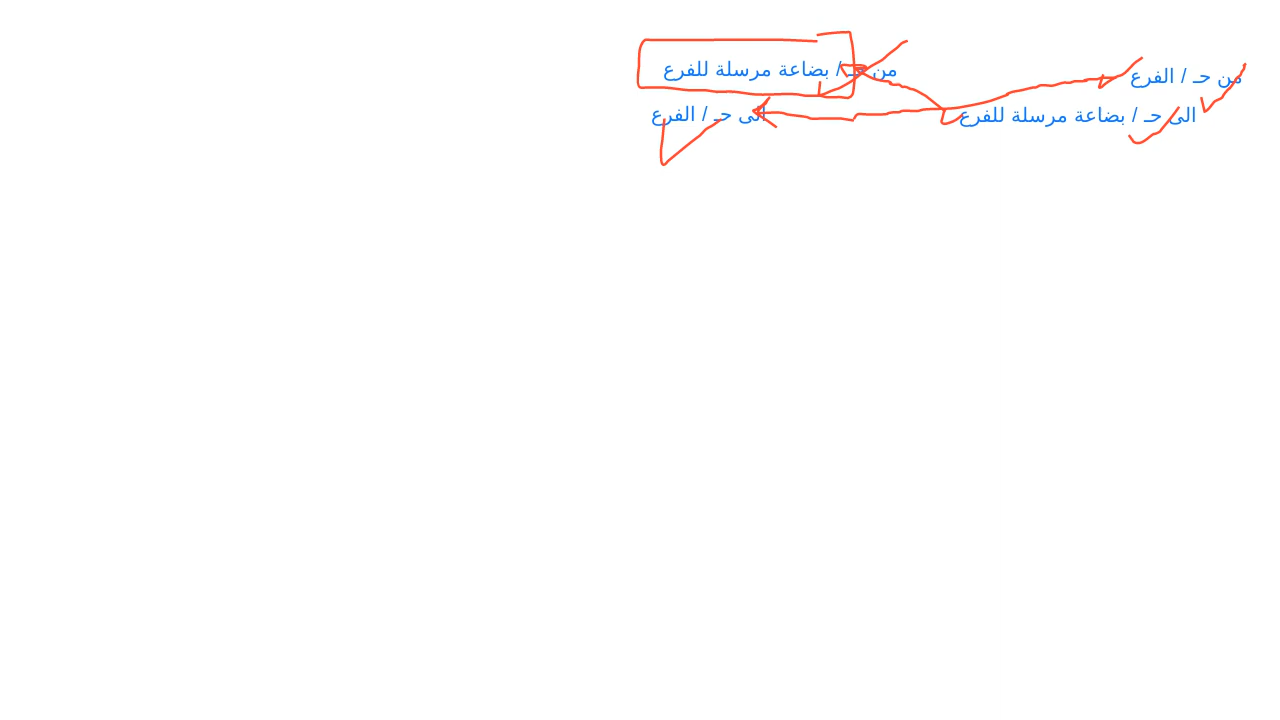 من حـ / الفرع
الى حـ / بضاعة مرسلة للفرع
من حـ / بضاعة مرسلة للفرع
الى حـ / الفرع